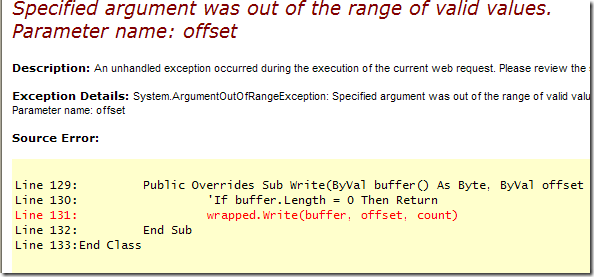 Specified argument was out of the range of valid values.
Parameter name: offset
Description: An unhandled exception occurred during the execution of the current web request. Please review the
Exception Details: System.ArgumentOutOfRangeException: Specified argument was out of the range of valid valu
Parameter name: offset
Source Error:
Line 129: Public Overrides Sub Write(ByVal buffer() As Byte, ByVal offset
Line 130: 'If buffer.Length = 0 Then Return
Line 131: wrapped.Write(buffer, offset, count)
Line 132: End Sub
Line 133:End Class